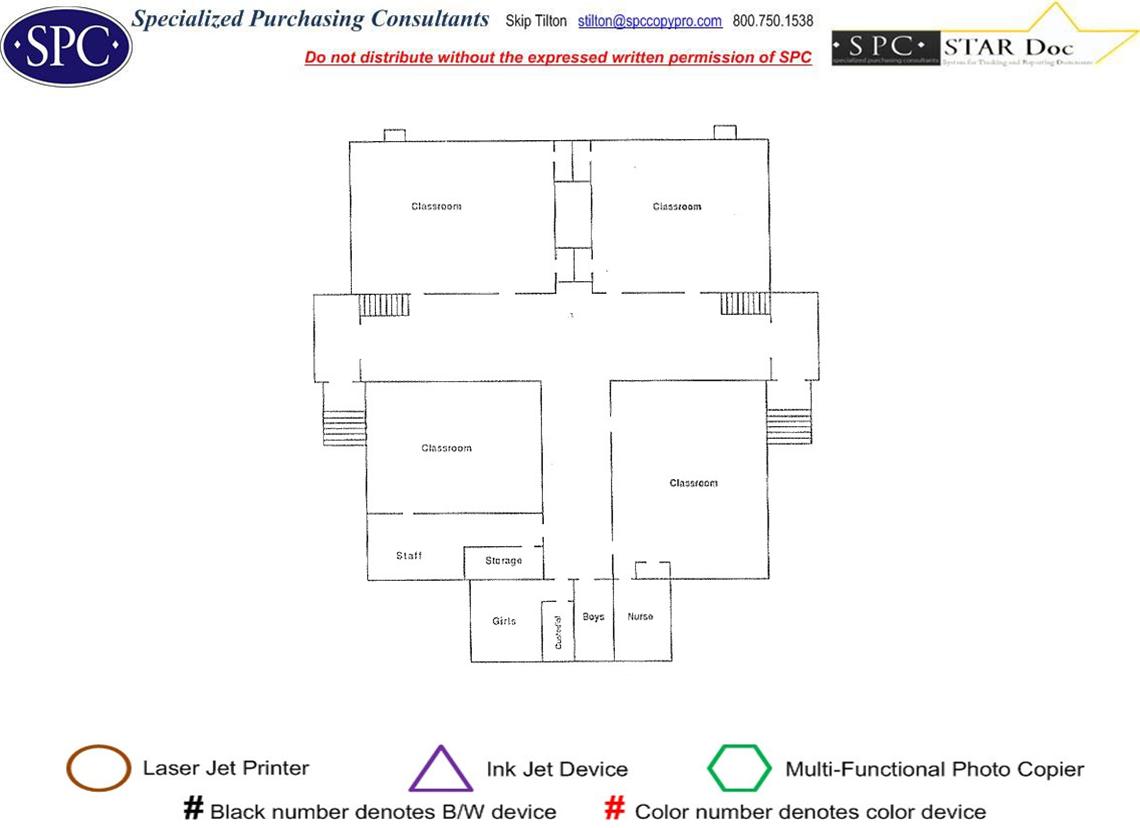 Specialized Purchasing Consultants Skip Tilton stilton@spccopypro.com 800.750.1538
·SPC·
Do not distribute without the expressed written permission of SPC
·SPC· STAR Doc
specialized purchasing consultants System for Tracking and Reporting Documents
Classroom Classroom
Classroom
Classroom
Staff
Storage
Girls Custodial Boys Nurse
Laser Jet Printer Ink Jet Device Multi-Functional Photo Copier
# Black number denotes B/W device # Color number denotes color device